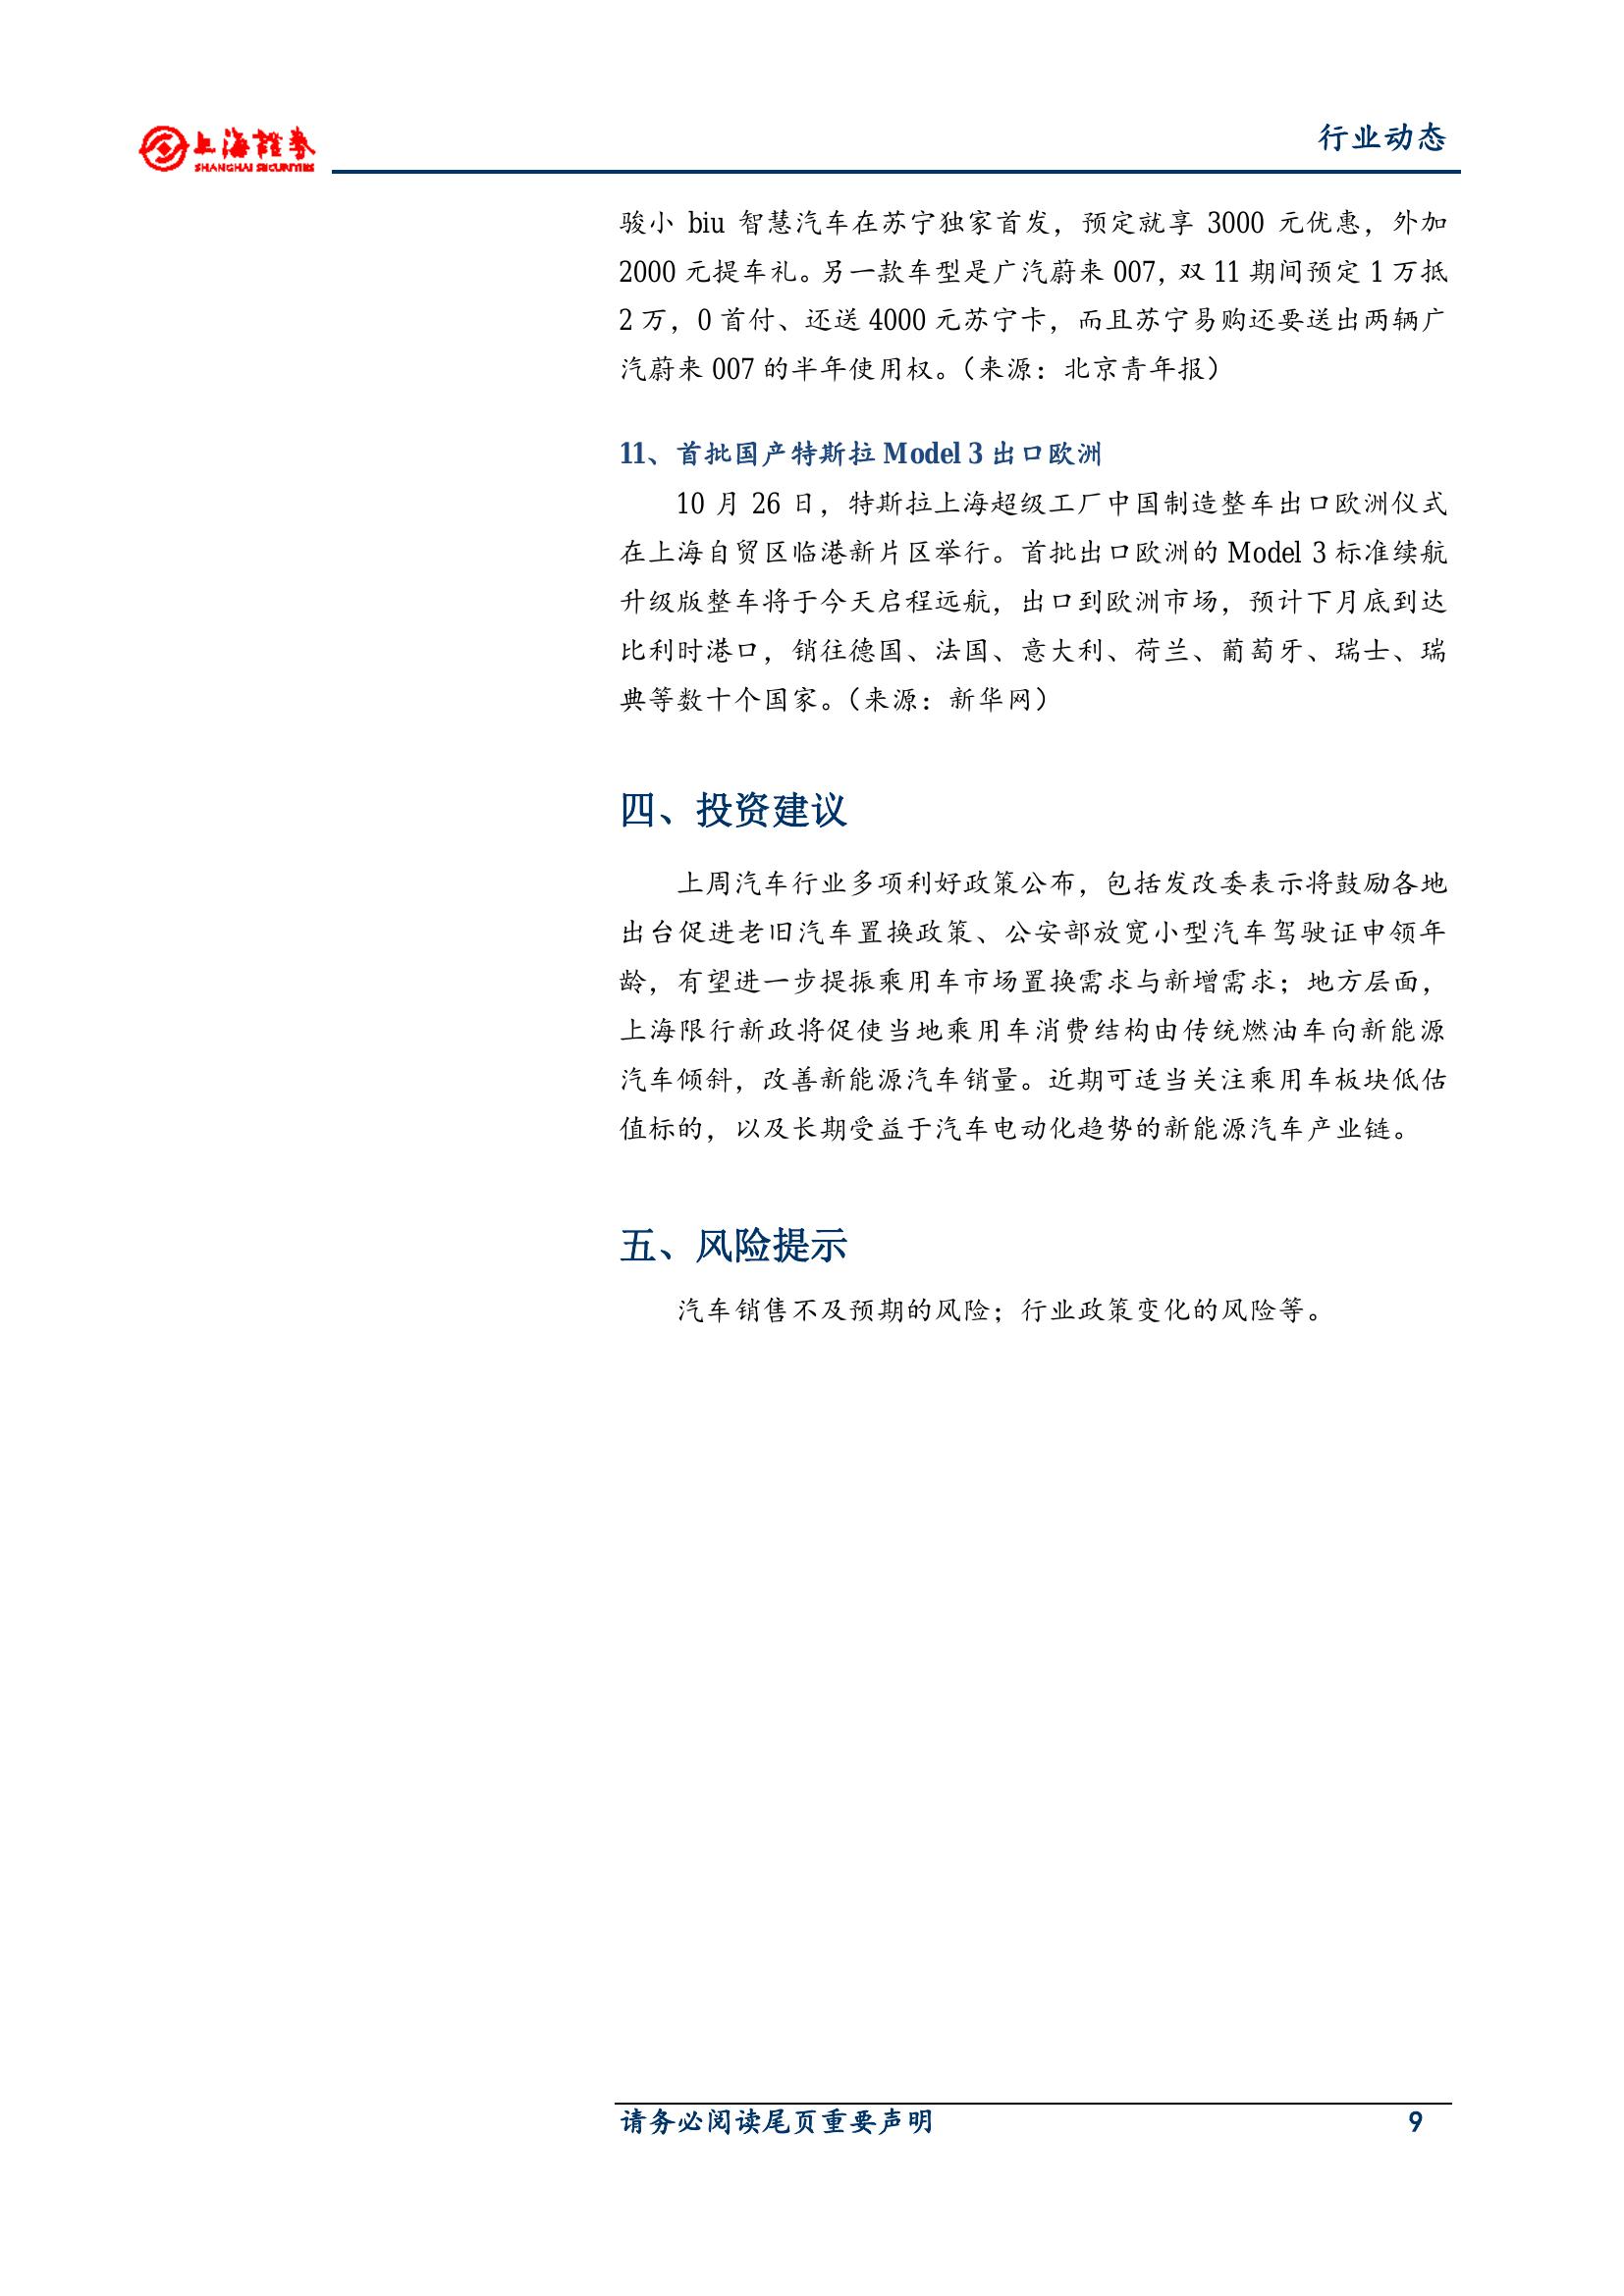 上海證券
SHANGHAI SECURITIES
行业动态
骏小 biu 智慧汽车在苏宁独家首发，预定就享 3000 元优惠，外加
2000 元提车礼。另一款车型是广汽蔚来 007，双 11 期间预定 1 万抵
2 万，0 首付、还送 4000 元苏宁卡，而且苏宁易购还要送出两辆广
汽蔚来 007 的半年使用权。（来源：北京青年报）
11、首批国产特斯拉 Model 3 出口欧洲
10 月 26 日，特斯拉上海超级工厂中国制造整车出口欧洲仪式
在上海自贸区临港新片区举行。首批出口欧洲的 Model 3 标准续航
升级版整车将于今天启程远航，出口到欧洲市场，预计下月底到达
比利时港口，销往德国、法国、意大利、荷兰、葡萄牙、瑞士、瑞
典等数十个国家。（来源：新华网）
四、投资建议
上周汽车行业多项利好政策公布，包括发改委表示将鼓励各地
出台促进老旧汽车置换政策、公安部放宽小型汽车驾驶证申领年
龄，有望进一步提振乘用车市场置换需求与新增需求；地方层面，
上海限行新政将促使当地乘用车消费结构由传统燃油车向新能源
汽车倾斜，改善新能源汽车销量。近期可适当关注乘用车板块低估
值标的，以及长期受益于汽车电动化趋势的新能源汽车产业链。
五、风险提示
汽车销售不及预期的风险；行业政策变化的风险等。
请务必阅读尾页重要声明
9